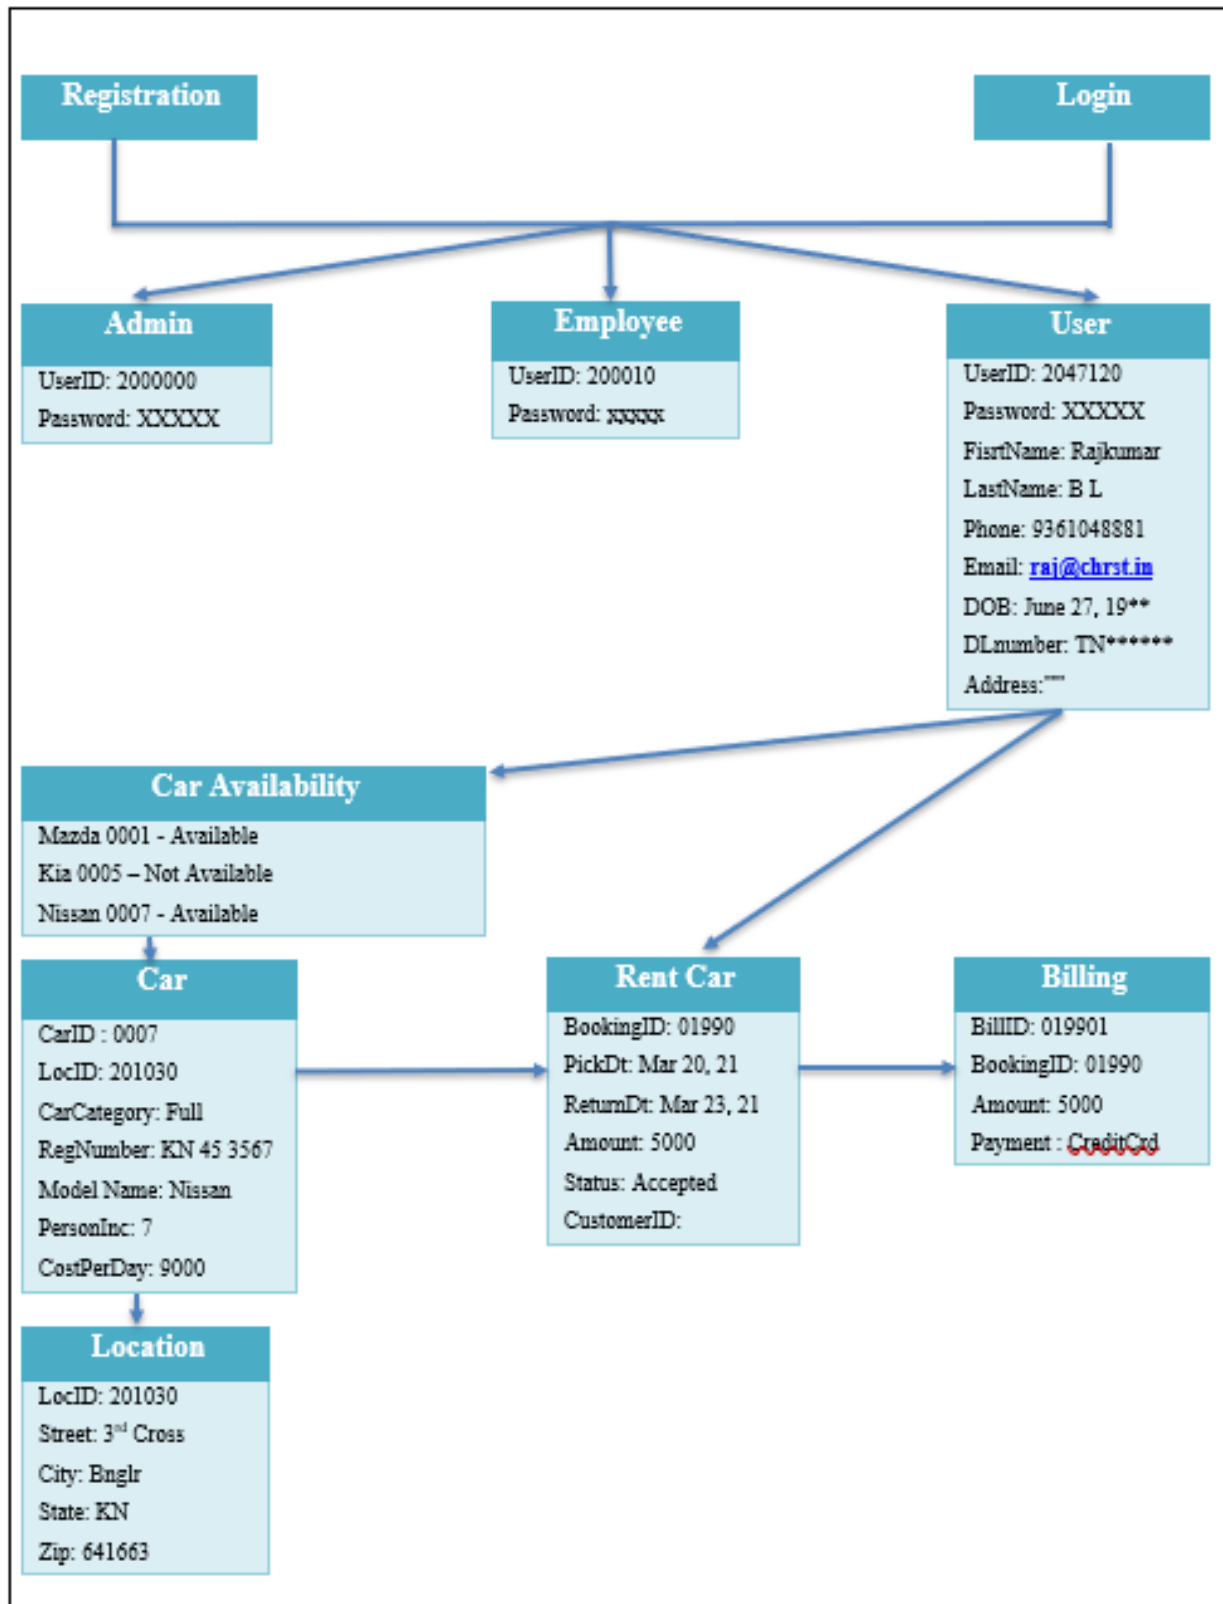 Registration
Login
Admin
UserID: 2000000
Password: XXXXX
Employee
UserID: 200010
Password: xxxxx
User
UserID: 2047120
Password: XXXXX
FisrtName: Rajkumar
LastName: B L
Phone: 9361048881
Email: raj@chrst.in
DOB: June 27, 19**
DLnumber: TN******
Address:""
Car Availability
Mazda 0001 - Available
Kia 0005 – Not Available
Nissan 0007 - Available
Car
CarID : 0007
LocID: 201030
CarCategory: Full
RegNumber: KN 45 3567
Model Name: Nissan
PersonInc: 7
CostPerDay: 9000
Rent Car
BookingID: 01990
PickDt: Mar 20, 21
ReturnDt: Mar 23, 21
Amount: 5000
Status: Accepted
CustomerID:
Billing
BillID: 019901
BookingID: 01990
Amount: 5000
Payment : CreditCrd
Location
LocID: 201030
Street: 3nd Cross
City: Bnglr
State: KN
Zip: 641663